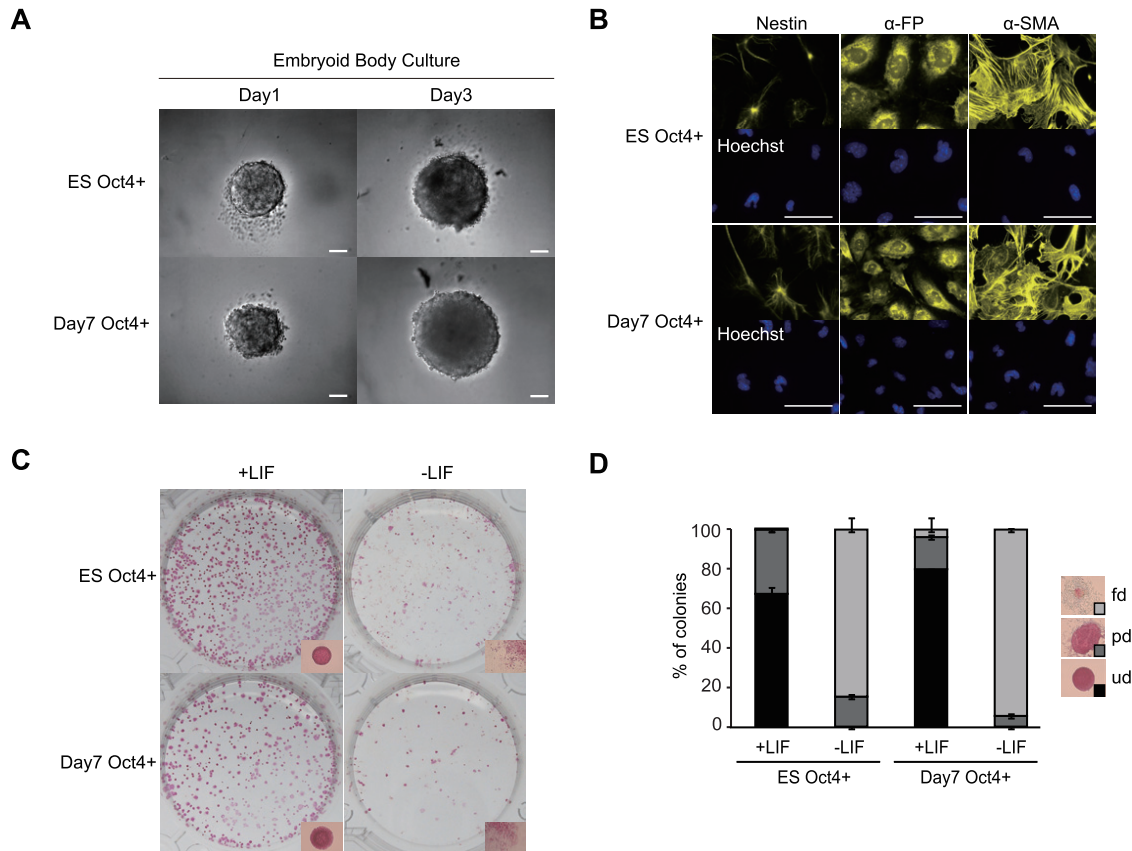 A
Embryoid Body Culture
Day1 Day3
ES Oct4+
Day7 Oct4+
B
Nestin α-FP α-SMA
ES Oct4+
Hoechst
Day7 Oct4+
Hoechst
C
+LIF -LIF
ES Oct4+
Day7 Oct4+
D
% of colonies
100
80
60
40
20
0
+LIF -LIF +LIF -LIF
ES Oct4+ Day7 Oct4+
fd
pd
ud